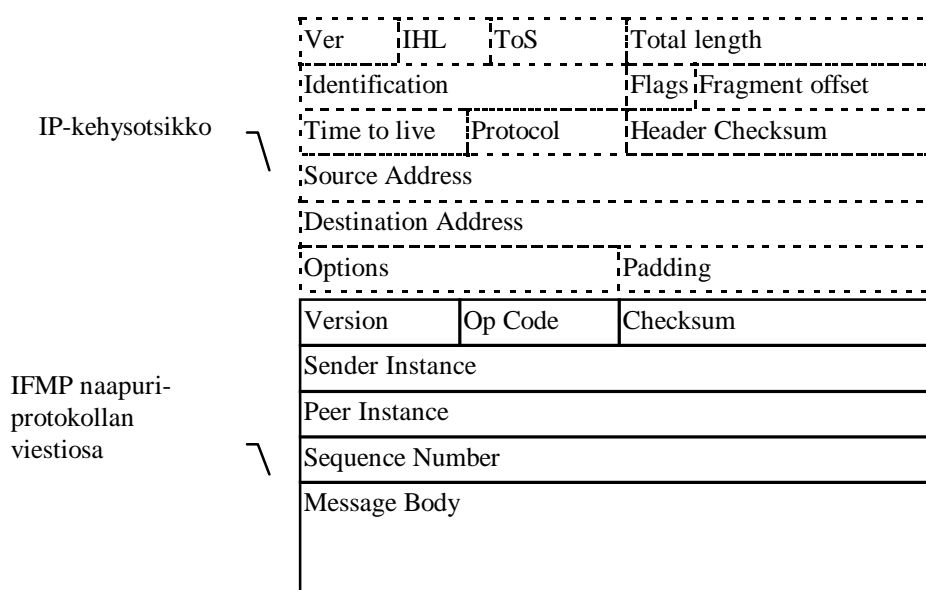 Ver IHL ToS Total length
Identification Flags Fragment offset
IP-kehysotsikko Time to live Protocol Header Checksum
Source Address
Destination Address
Options Padding
Version Op Code Checksum
Sender Instance
IFMP naapuri-
protokollan
viestiosa
Peer Instance
Sequence Number
Message Body